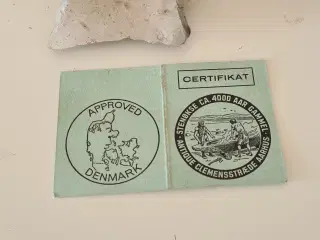 APPROVED
DENMARK
CERTIFIKAT
STENØKSE CA. 4000 AAR GAMMEL
ANTIQUE CLEMENSSTRÆDE AARHUS